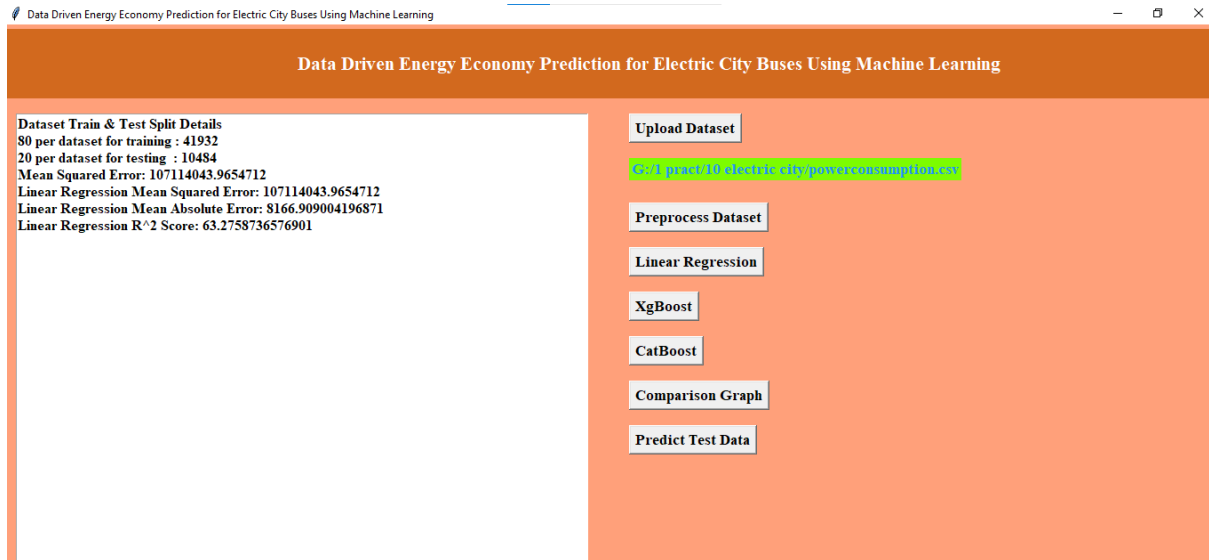 Data Driven Energy Economy Prediction for Electric City Buses Using Machine Learning
Data Driven Energy Economy Prediction for Electric City Buses Using Machine Learning
Dataset Train & Test Split Details
80 per dataset for training : 41932
20 per dataset for testing  : 10484
Mean Squared Error: 107114043.9654712
Linear Regression Mean Squared Error: 107114043.9654712
Linear Regression Mean Absolute Error: 8166.909004196871
Linear Regression R^2 Score: 63.2758736576901
Upload Dataset
G:/1 pract/10 electric city/powerconsumption.csv
Preprocess Dataset
Linear Regression
XgBoost
CatBoost
Comparison Graph
Predict Test Data